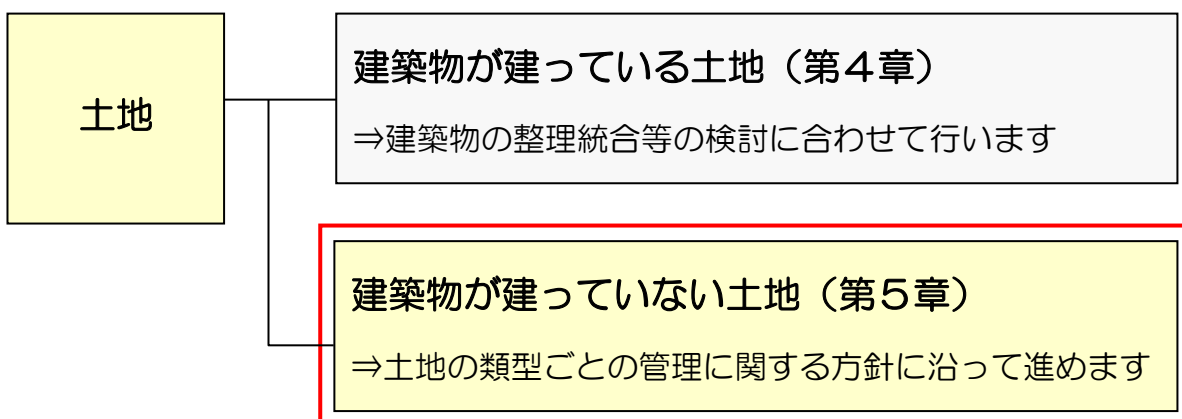 土地
建築物が建っている土地（第４章）
⇒建築物の整理統合等の検討に合わせて行います
建築物が建っていない土地（第５章）
⇒土地の類型ごとの管理に関する方針に沿って進めます